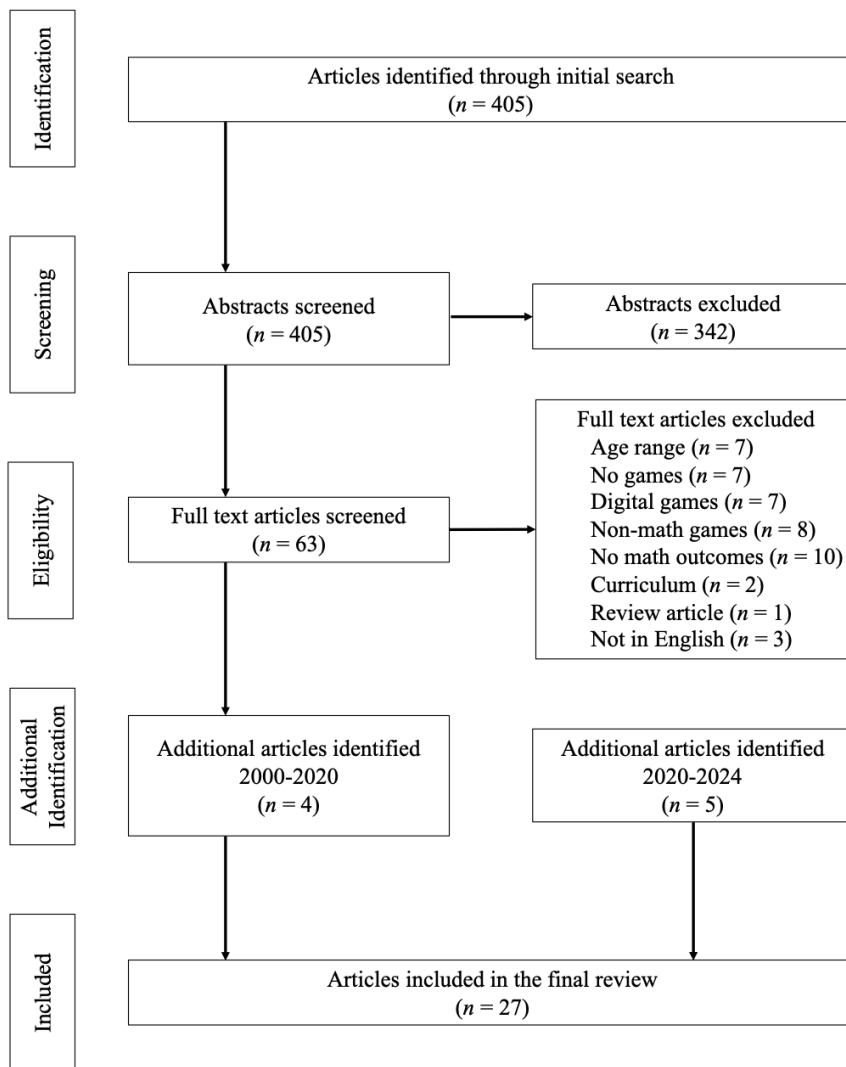 Identification
Articles identified through initial search
(n = 405)
Screening
Abstracts screened
(n = 405)
Abstracts excluded
(n = 342)
Eligibility
Full text articles screened
(n = 63)
Full text articles excluded
Age range (n = 7)
No games (n = 7)
Digital games (n = 7)
Non-math games (n = 8)
No math outcomes (n = 10)
Curriculum (n = 2)
Review article (n = 1)
Not in English (n = 3)
Additional
Identification
Additional articles identified
2000-2020
(n = 4)
Additional articles identified
2020-2024
(n = 5)
Included
Articles included in the final review
(n = 27)